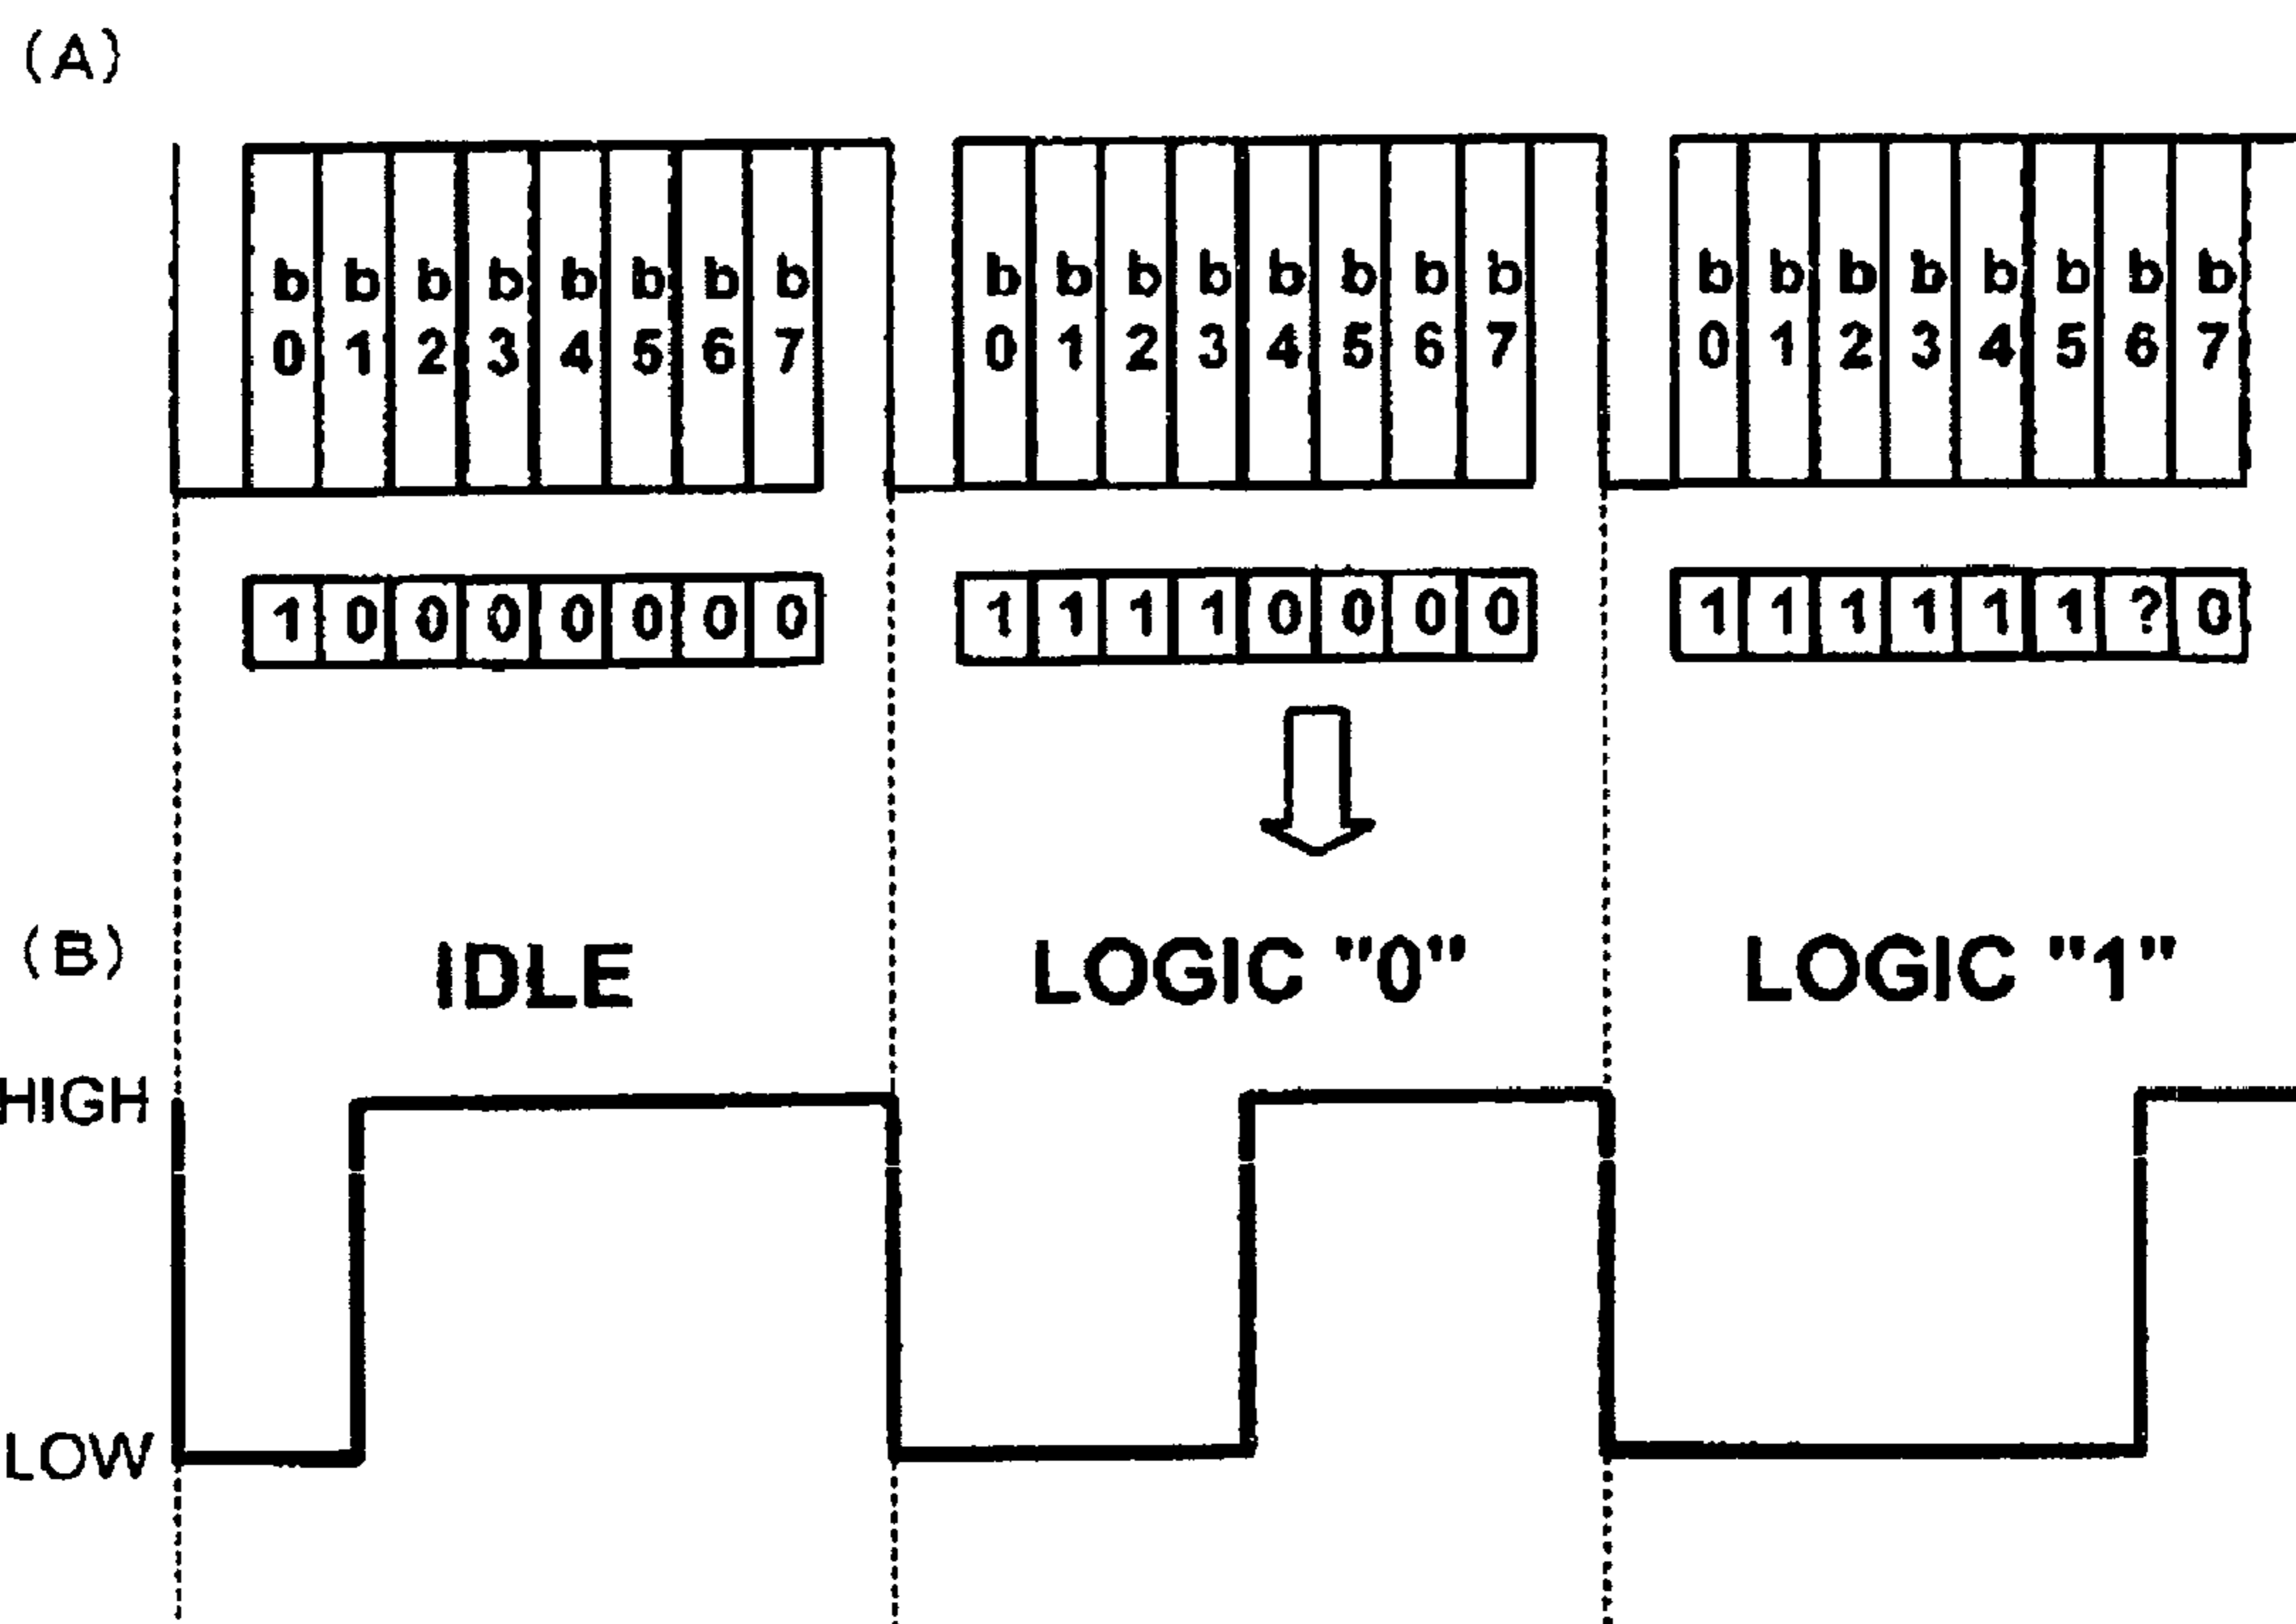 (A)
b b b b b b b b b b b b b b b b b b b b b b b b
0 1 2 3 4 5 6 7 0 1 2 3 4 5 6 7 0 1 2 3 4 5 6 7
1 0 0 0 0 0 0 0 1 1 1 1 0 0 0 0 1 1 1 1 1 1 ? 0
(B) IDLE LOGIC "0" LOGIC "1"
HIGH
LOW